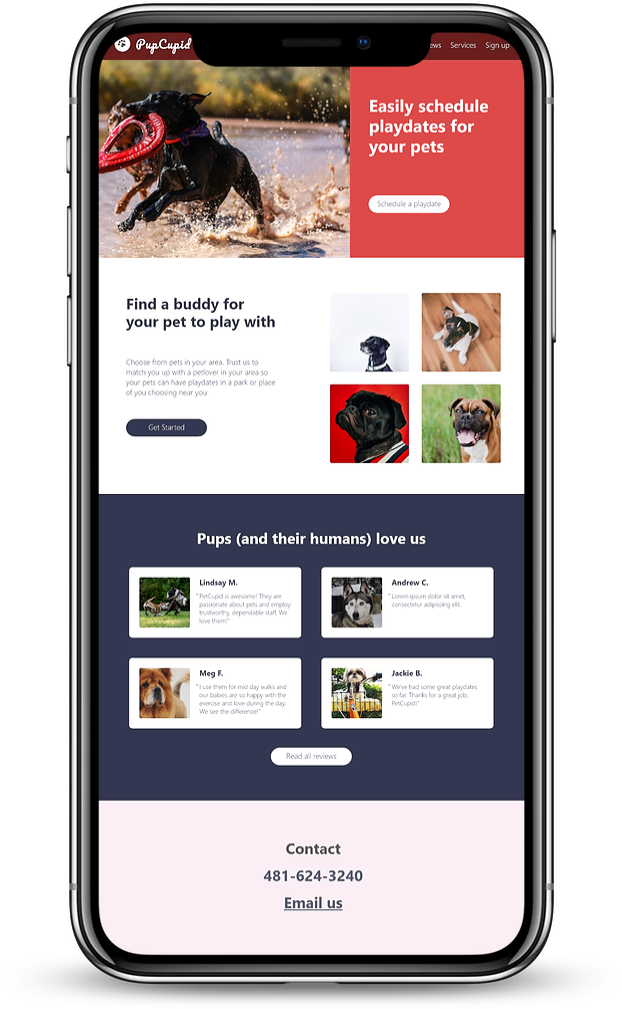 PupCupid
ews Services Sign up
Easily schedule
playdates for
your pets
Schedule a playdate
Find a buddy for
your pet to play with
Choose from pets in your area. Trust us to
match you up with a petlover in your area so
your pets can have playdates in a park or place
of you choosing near you
Get Started
Pups (and their humans) love us
Lindsay M.
"PetCupid is awesome! They are
passionate about pets and employ
trustworthy, dependable staff. We
love them!"
Andrew C.
"Lorem ipsum dolor sit amet,
consectetur adipiscing elit.
Meg F.
"I use them for mid day walks and
our babies are so happy with the
exercise and love during the day.
We see the difference!"
Jackie B.
"We've had some great playdates
so far. Thanks for a great job,
PetCupid!"
Read all reviews
Contact
481-624-3240
Email us